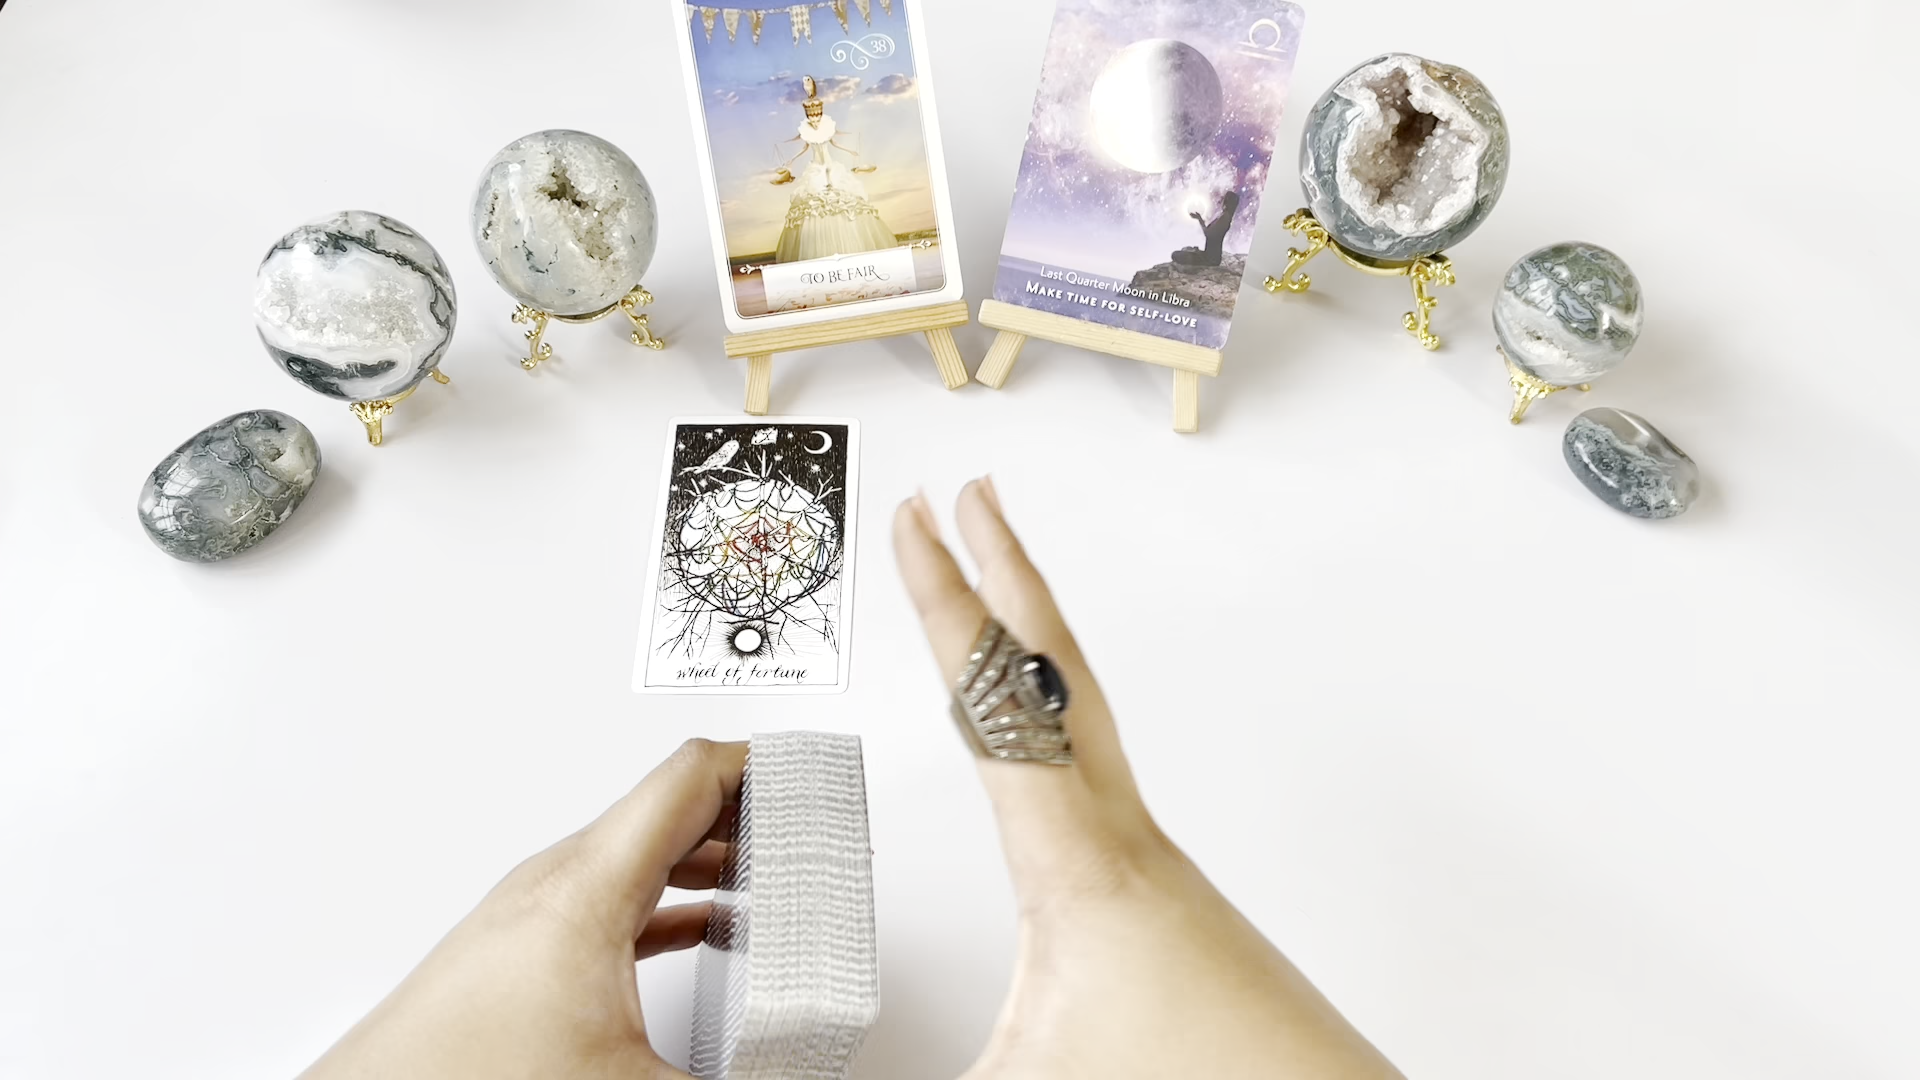 38
TO BE FAIR
Last Quarter Moon in Libra
MAKE TIME FOR SELF-LOVE
X
wheel of fortune